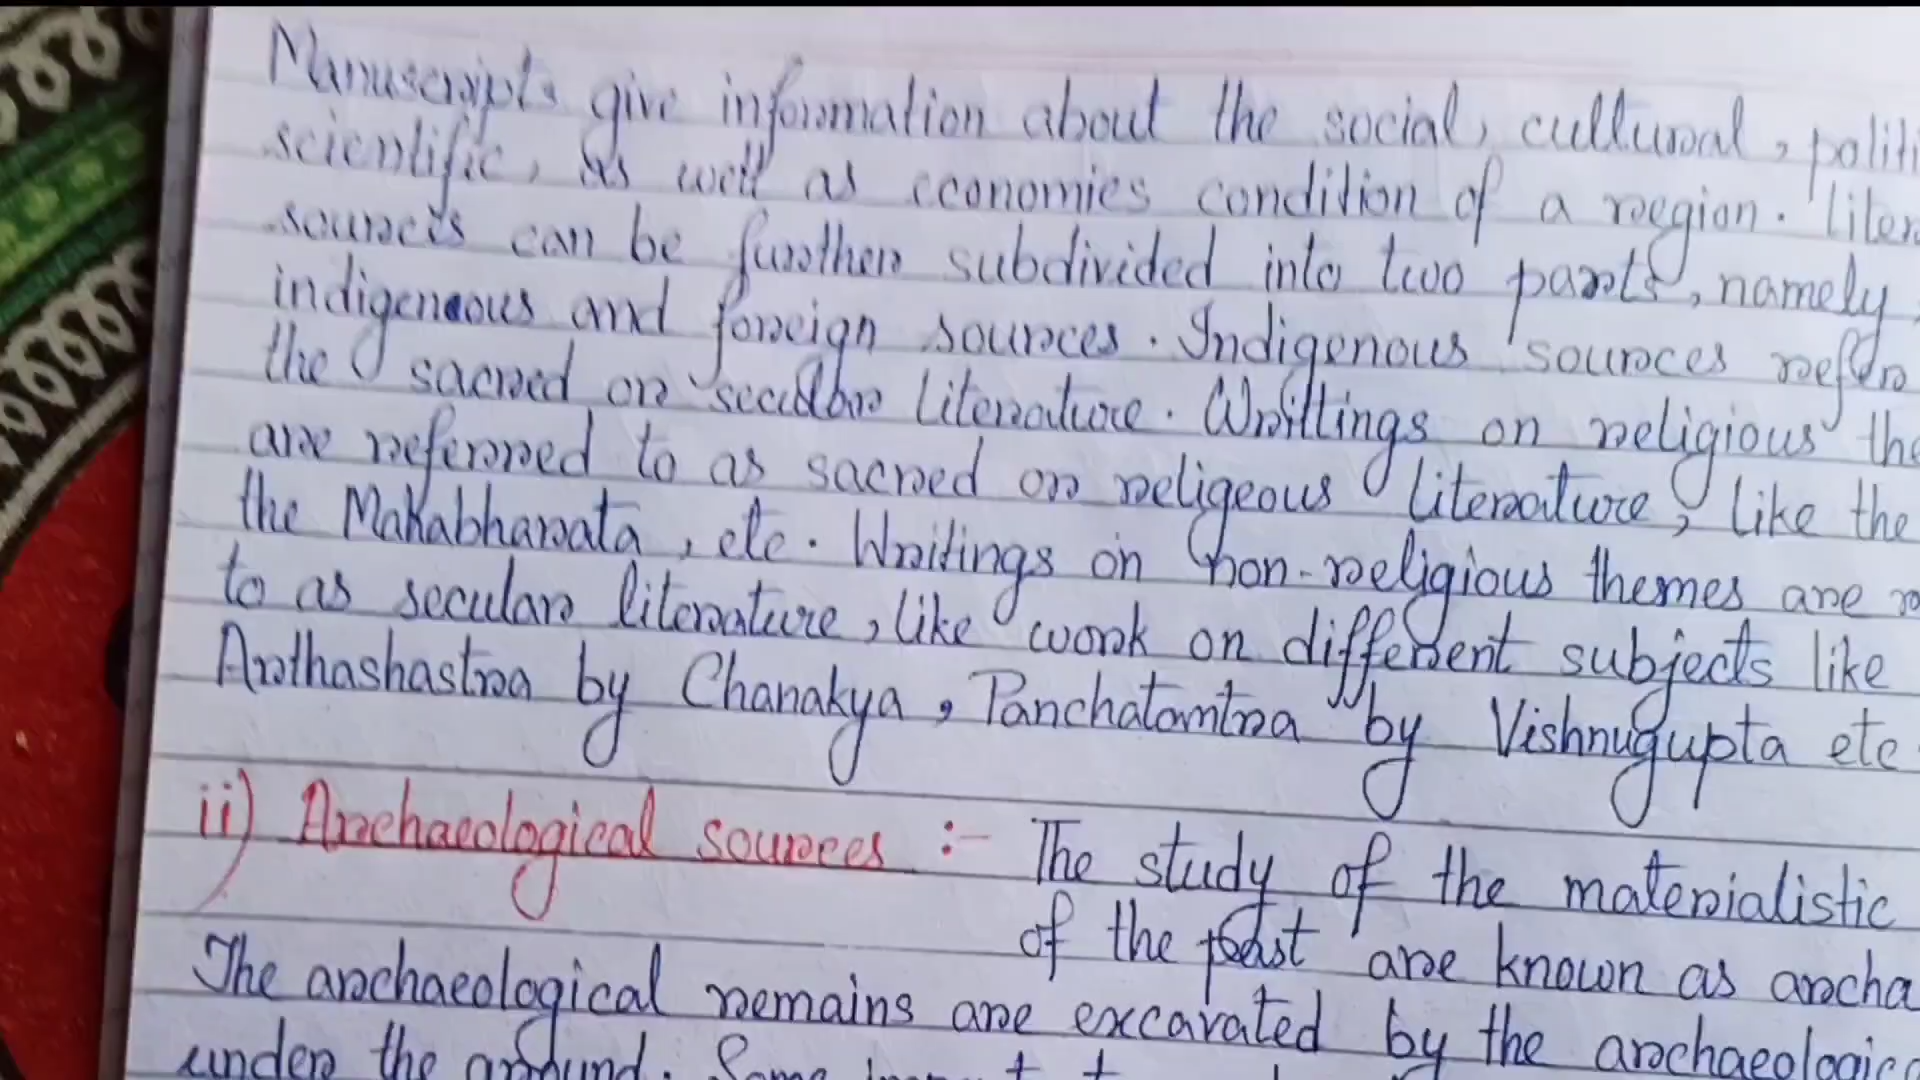 Manuscripts give information about the social, cultural, politi
scientific, as well as economics condition of a region. liter
sources can be further subdivided into two parts, namely,
indigeneous and foreign sources. Indigenous sources refer
the sacred or secular literature. Writtings on religious the
are referred to as sacred or religeous literature, like the
the Mahabharata, etc. Writings on non-religious themes are r
to as secular literature, like work on different subjects like
Arthashastra by Chanakya, Panchatantra by Vishnugupta etc.
ii) Archaeological sources :- The study of the materialistic
of the past are known as archa
The archaeological remains are excavated by the archaeologic
under the ground. Some